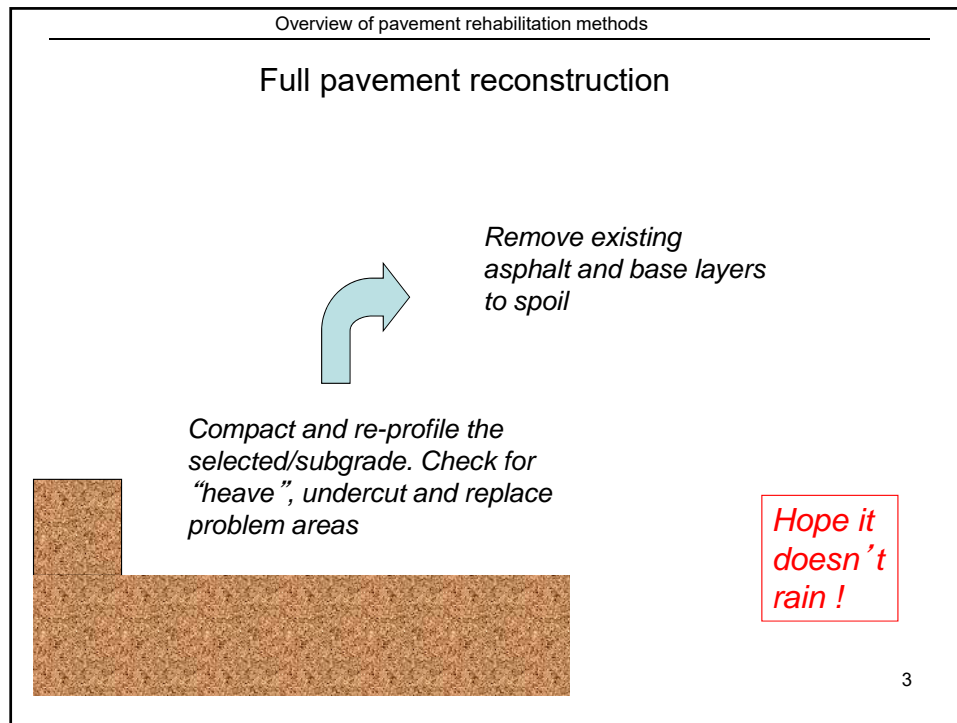 Overview of pavement rehabilitation methods
Full pavement reconstruction
Remove existing
asphalt and base layers
to spoil
Compact and re-profile the
selected/subgrade. Check for
“heave”, undercut and replace
problem areas
Hope it
doesn’t
rain !
3